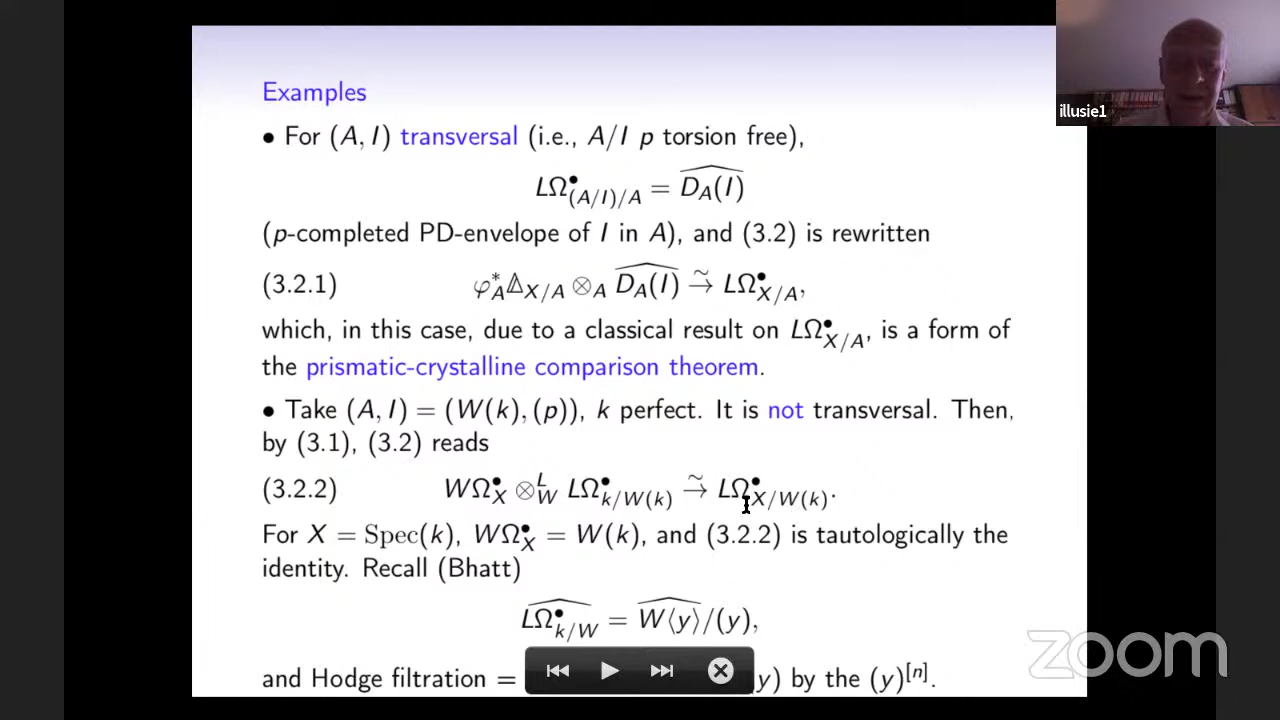 Examples
• For (A, I) transversal (i.e., A/I p torsion free),
LΩ•_{(A/I)/A} = \widehat{D_A(I)}
(p-completed PD-envelope of I in A), and (3.2) is rewritten
(3.2.1) φ*_A 𝚫_{X/A} ⊗_A \widehat{D_A(I)} →̃ LΩ•_{X/A},
which, in this case, due to a classical result on LΩ•_{X/A}, is a form of
the prismatic-crystalline comparison theorem.
• Take (A, I) = (W(k), (p)), k perfect. It is not transversal. Then,
by (3.1), (3.2) reads
(3.2.2) WΩ•_X ⊗^L_W LΩ•_{k/W(k)} →̃ LΩ•_{X/W(k)}.
For X = Spec(k), WΩ•_X = W(k), and (3.2.2) is tautologically the
identity. Recall (Bhatt)
\widehat{LΩ•_{k/W}} = \widehat{W⟨y⟩}/(y),
and Hodge filtration = y) by the (y)^{[n]}.
illusie1
zoom